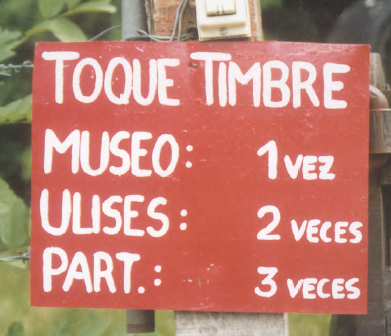 TOQUE TIMBRE
MUSEO: 1 VEZ
ULISES: 2 VECES
PART.: 3 VECES